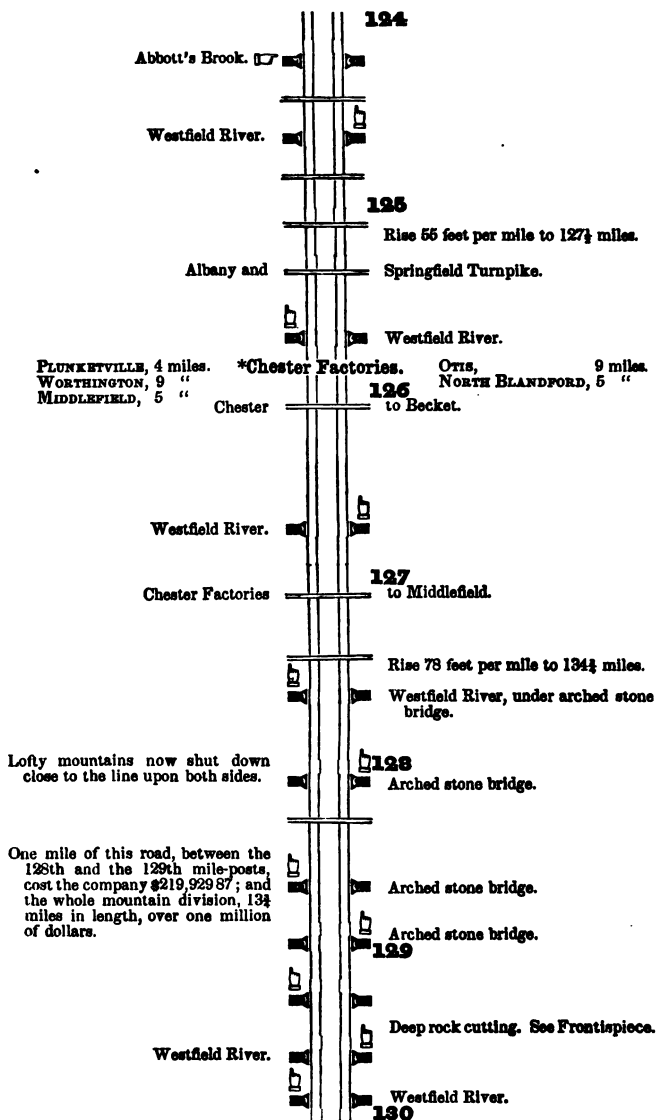 124
Abbott's Brook.
Westfield River.
125
Rise 55 feet per mile to 127½ miles.
Albany and Springfield Turnpike.
Westfield River.
PLUNKETVILLE, 4 miles. *Chester Factories. OTIS, 9 miles.
WORTHINGTON, 9 " NORTH BLANDFORD, 5 "
MIDDLEFIELD, 5 " 126
Chester to Becket.
Westfield River.
127
Chester Factories to Middlefield.
Rise 78 feet per mile to 134¾ miles.
Westfield River, under arched stone
bridge.
Lofty mountains now shut down
close to the line upon both sides.
128
Arched stone bridge.
One mile of this road, between the
128th and the 129th mile-posts,
cost the company $219,929 87; and
the whole mountain division, 13¾
miles in length, over one million
of dollars.
Arched stone bridge.
Arched stone bridge.
129
Deep rock cutting. See Frontispiece.
Westfield River.
Westfield River.
130